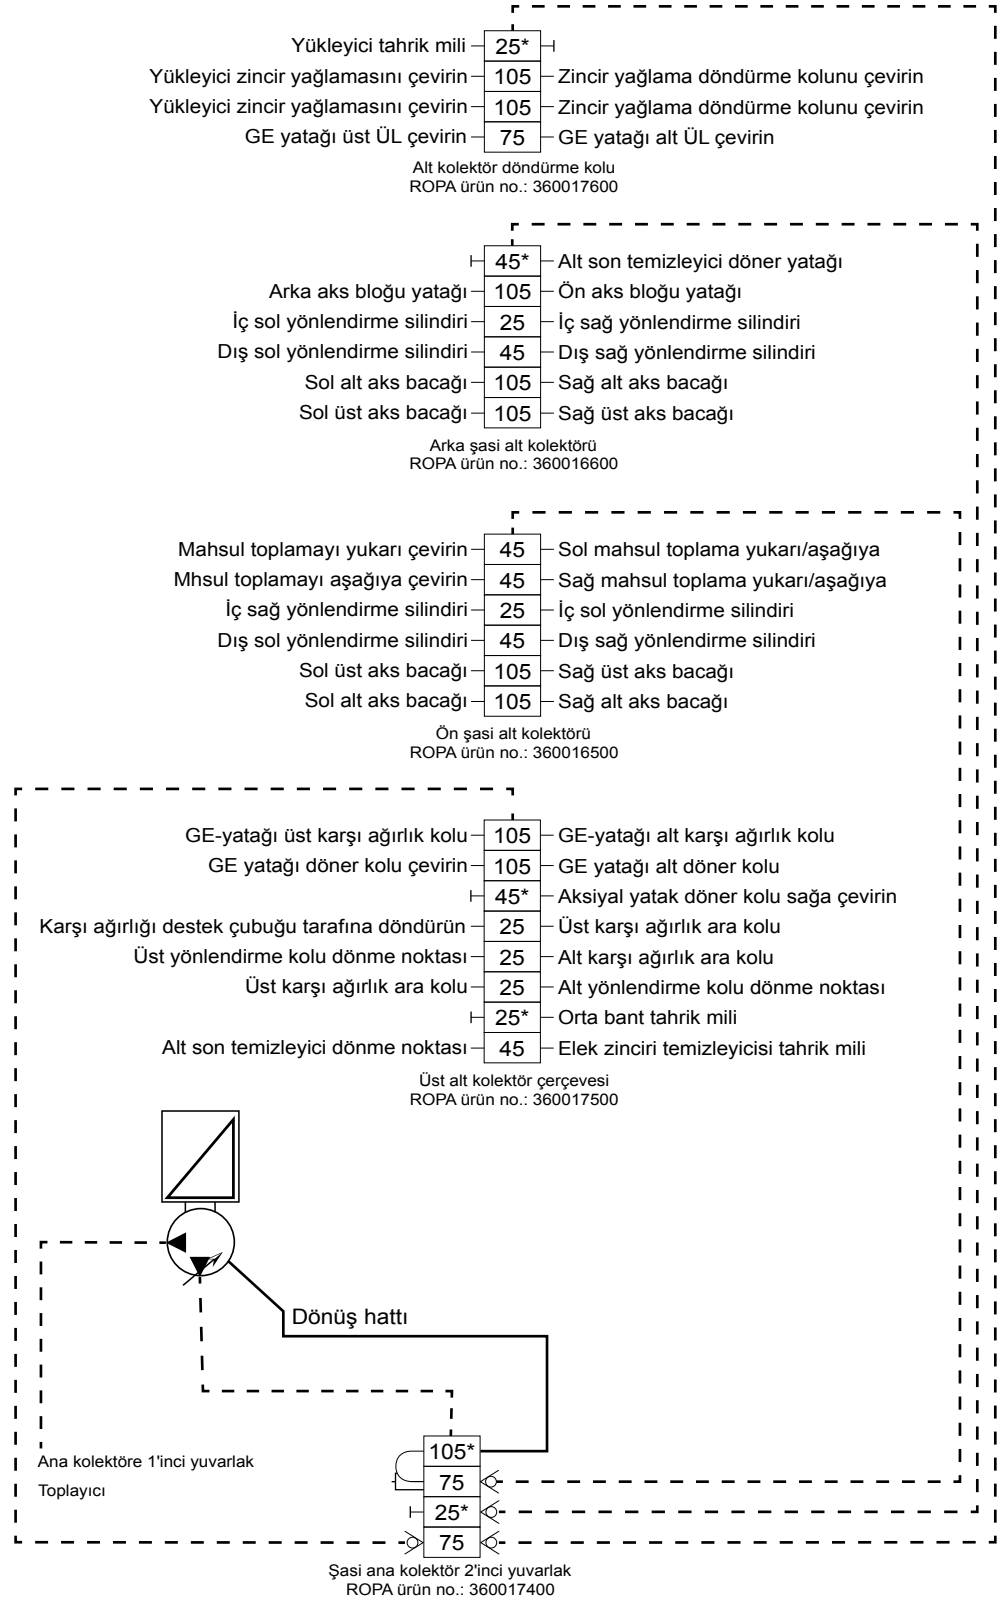 Yükleyici tahrik mili 25*
Yükleyici zincir yağlamasını çevirin 105 Zincir yağlama döndürme kolunu çevirin
Yükleyici zincir yağlamasını çevirin 105 Zincir yağlama döndürme kolunu çevirin
GE yatağı üst ÜL çevirin 75 GE yatağı alt ÜL çevirin
Alt kolektör döndürme kolu
ROPA ürün no.: 360017600
45* Alt son temizleyici döner yatağı
Arka aks bloğu yatağı 105 Ön aks bloğu yatağı
İç sol yönlendirme silindiri 25 İç sağ yönlendirme silindiri
Dış sol yönlendirme silindiri 45 Dış sağ yönlendirme silindiri
Sol alt aks bacağı 105 Sağ alt aks bacağı
Sol üst aks bacağı 105 Sağ üst aks bacağı
Arka şasi alt kolektörü
ROPA ürün no.: 360016600
Mahsul toplamayı yukarı çevirin 45 Sol mahsul toplama yukarı/aşağıya
Mhsul toplamayı aşağıya çevirin 45 Sağ mahsul toplama yukarı/aşağıya
İç sağ yönlendirme silindiri 25 İç sol yönlendirme silindiri
Dış sol yönlendirme silindiri 45 Dış sağ yönlendirme silindiri
Sol üst aks bacağı 105 Sağ üst aks bacağı
Sol alt aks bacağı 105 Sağ alt aks bacağı
Ön şasi alt kolektörü
ROPA ürün no.: 360016500
GE-yatağı üst karşı ağırlık kolu 105 GE-yatağı alt karşı ağırlık kolu
GE yatağı döner kolu çevirin 105 GE yatağı alt döner kolu
45* Aksiyal yatak döner kolu sağa çevirin
Karşı ağırlığı destek çubuğu tarafına döndürün 25 Üst karşı ağırlık ara kolu
Üst yönlendirme kolu dönme noktası 25 Alt karşı ağırlık ara kolu
Üst karşı ağırlık ara kolu 25 Alt yönlendirme kolu dönme noktası
25* Orta bant tahrik mili
Alt son temizleyici dönme noktası 45 Elek zinciri temizleyicisi tahrik mili
Üst alt kolektör çerçevesi
ROPA ürün no.: 360017500
Dönüş hattı
Ana kolektöre 1'inci yuvarlak
Toplayıcı
105*
75
25*
75
Şasi ana kolektör 2'inci yuvarlak
ROPA ürün no.: 360017400